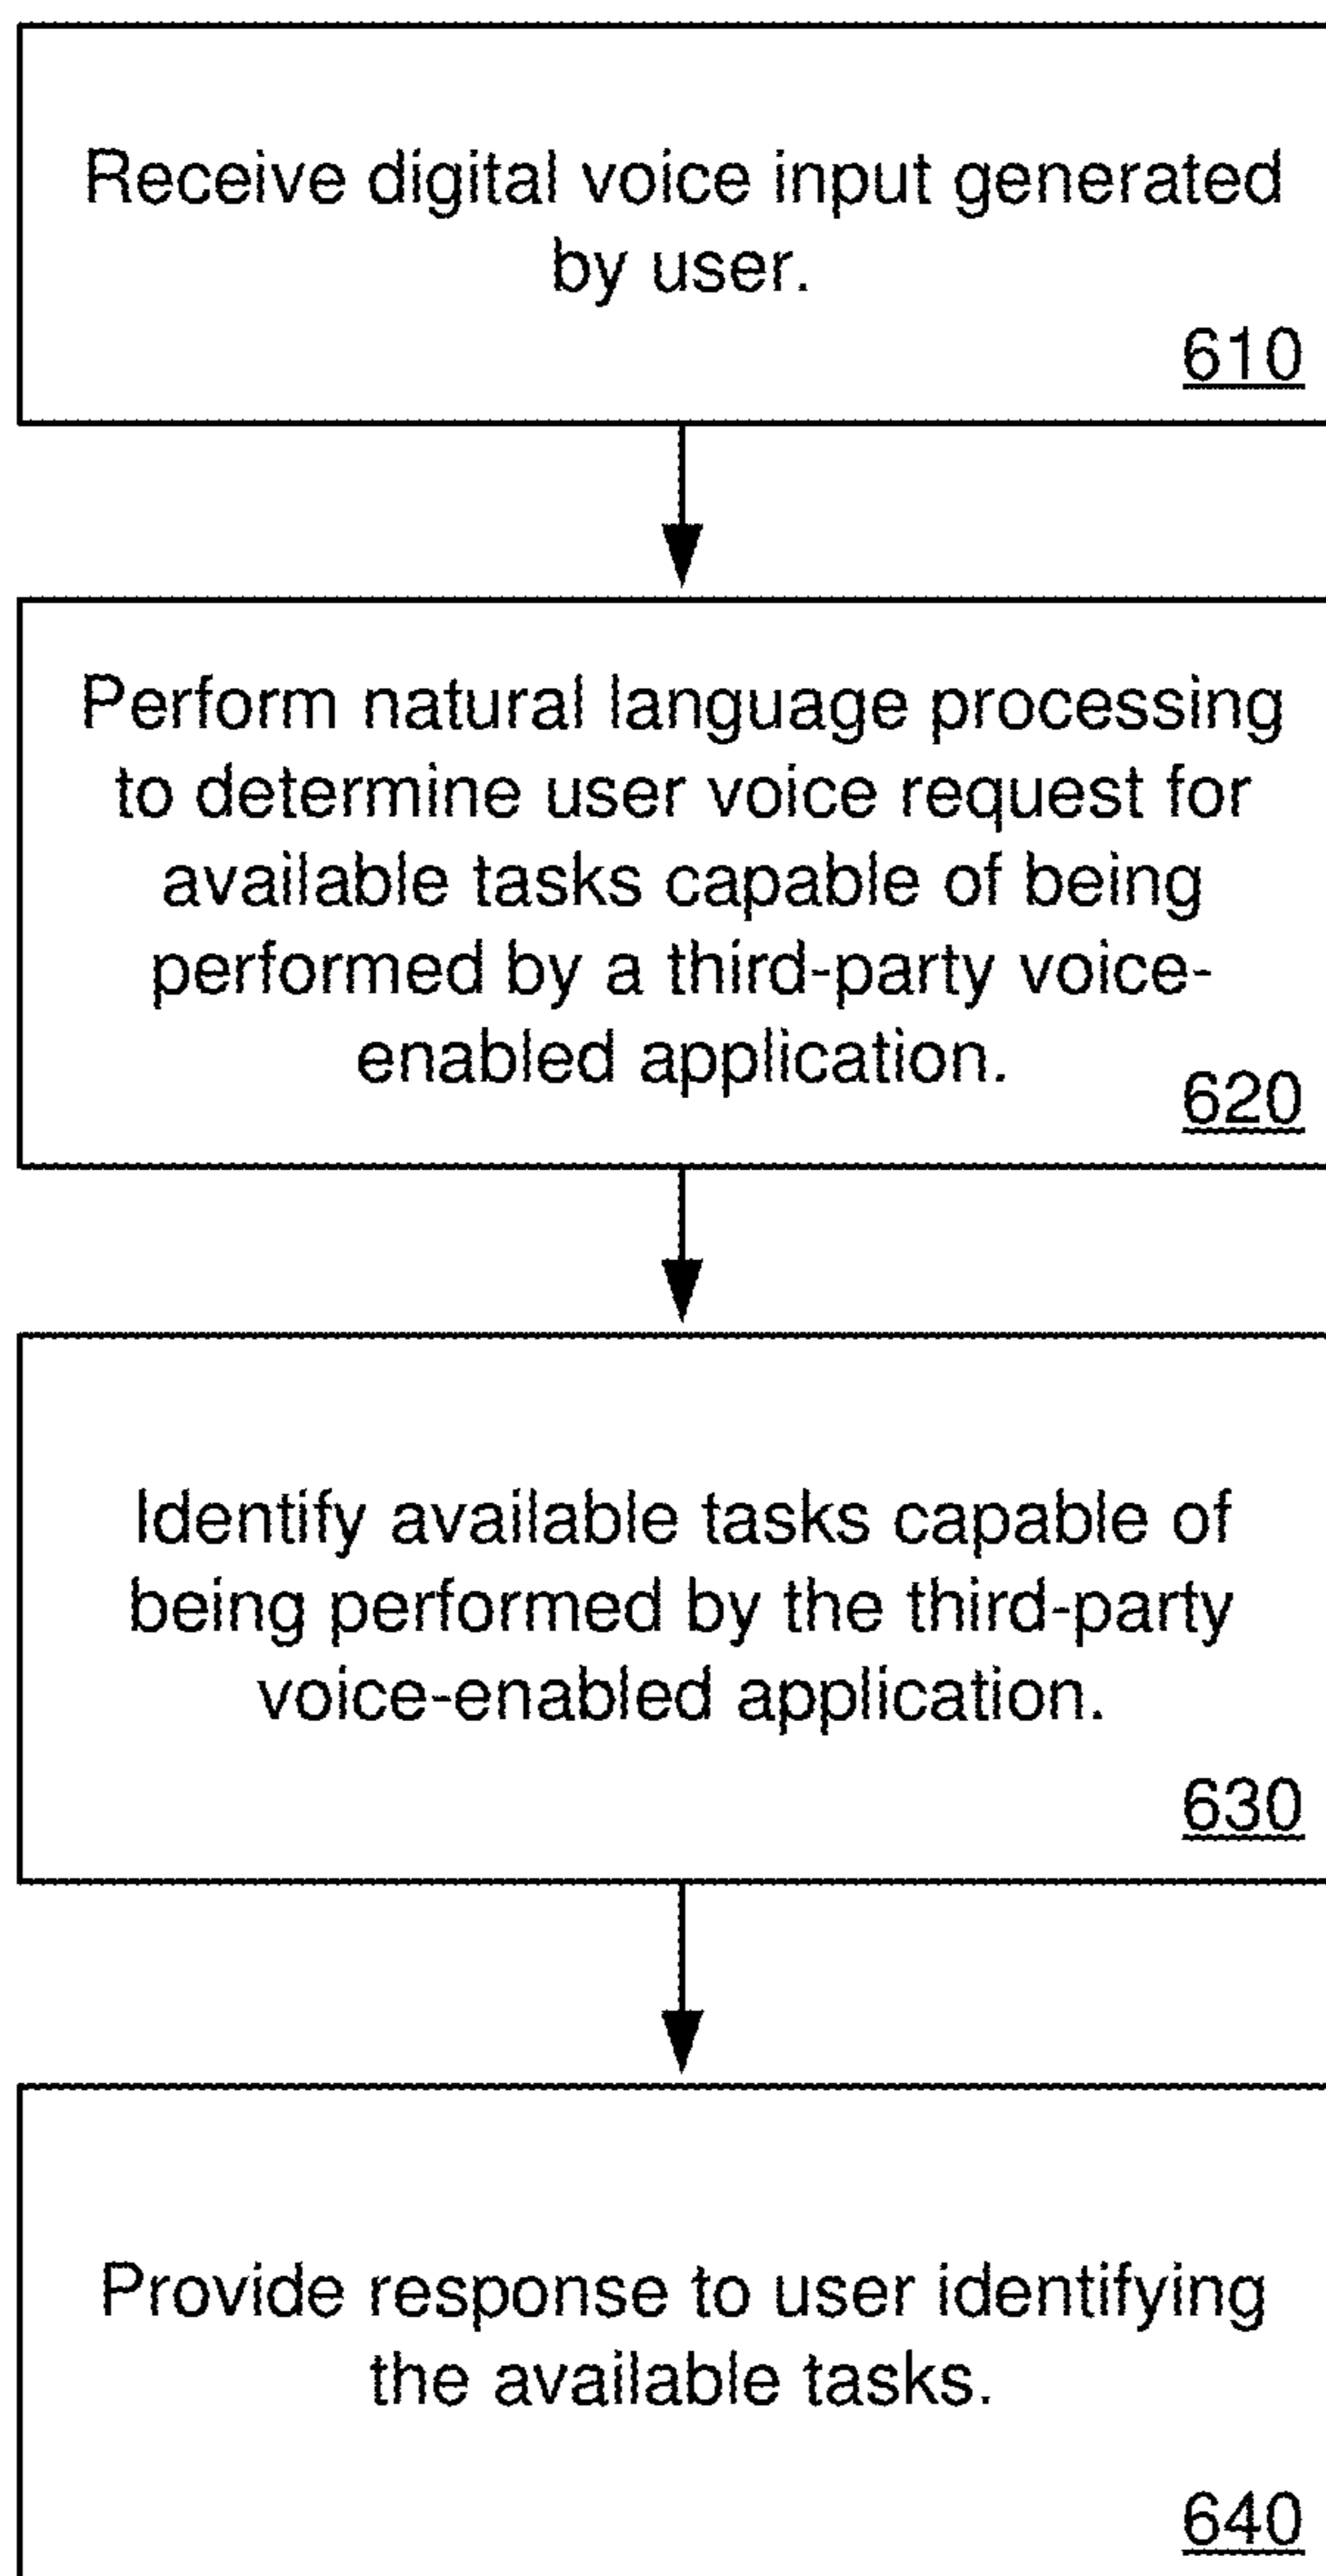 Receive digital voice input generated
by user.
610
Perform natural language processing
to determine user voice request for
available tasks capable of being
performed by a third-party voice-
enabled application.
620
Identify available tasks capable of
being performed by the third-party
voice-enabled application.
630
Provide response to user identifying
the available tasks.
640